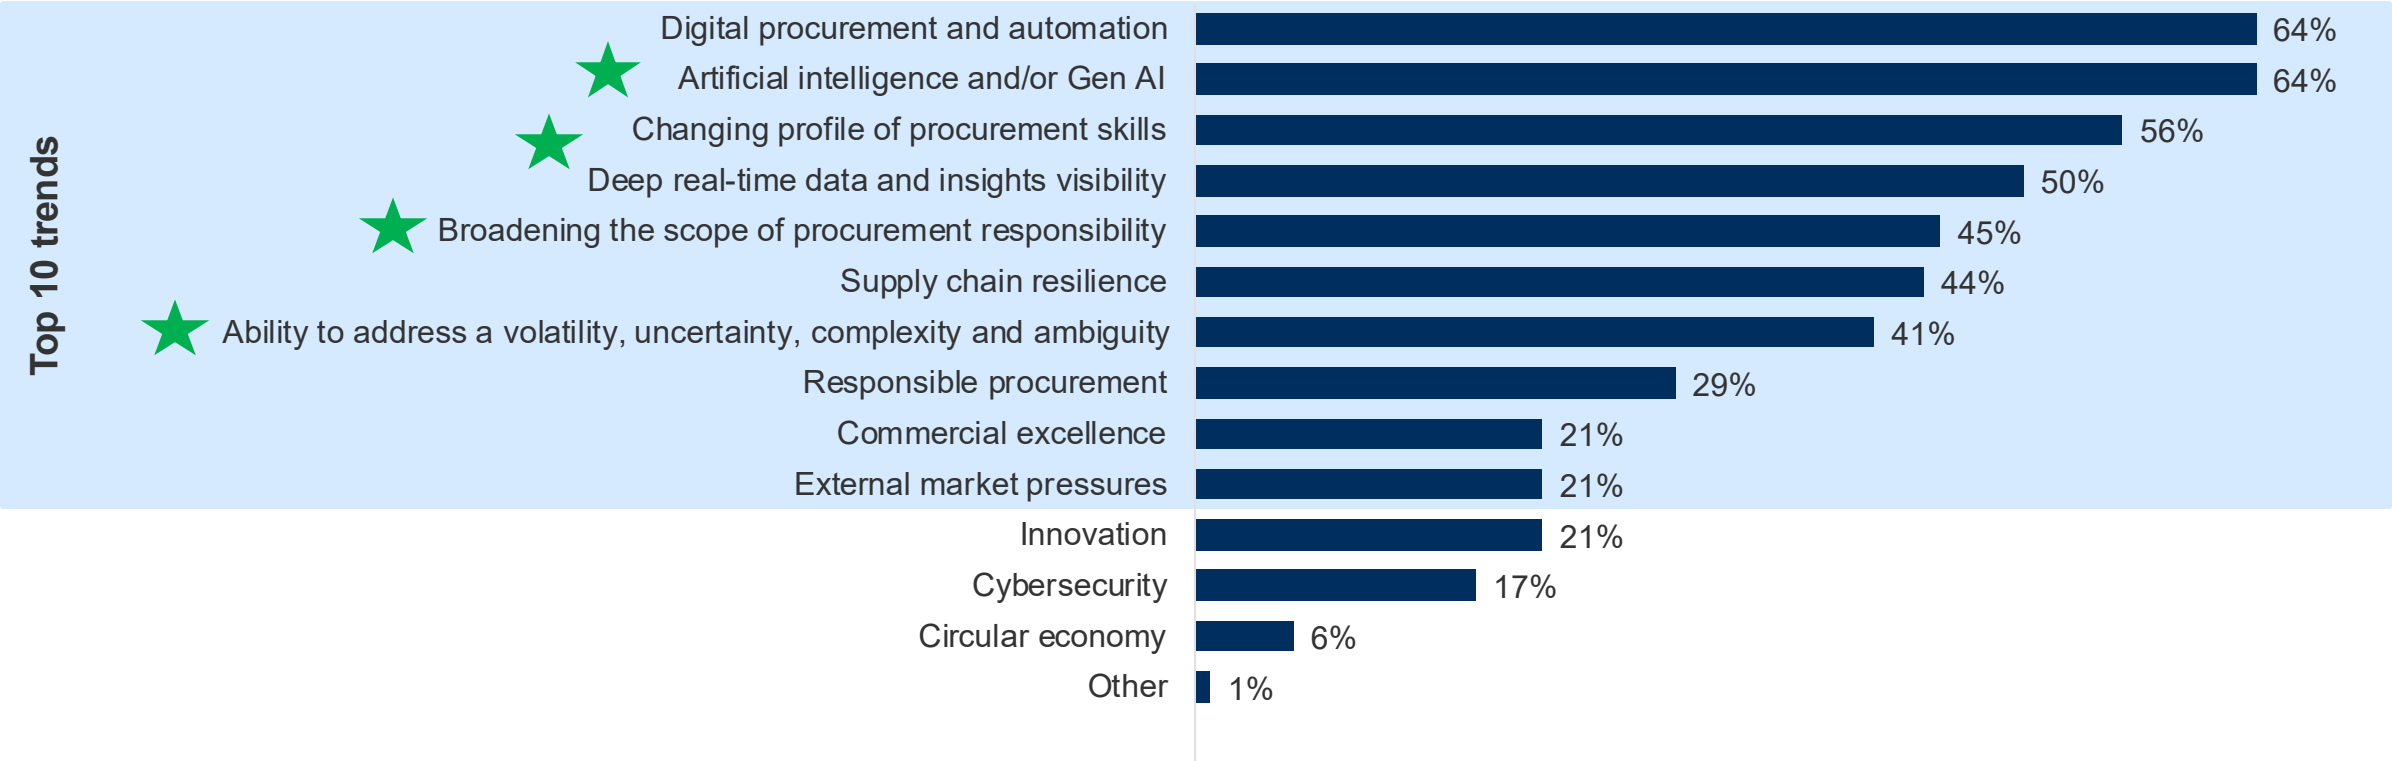 Top 10 trends
Digital procurement and automation 64%
Artificial intelligence and/or Gen AI 64%
Changing profile of procurement skills 56%
Deep real-time data and insights visibility 50%
Broadening the scope of procurement responsibility 45%
Supply chain resilience 44%
Ability to address a volatility, uncertainty, complexity and ambiguity 41%
Responsible procurement 29%
Commercial excellence 21%
External market pressures 21%
Innovation 21%
Cybersecurity 17%
Circular economy 6%
Other 1%